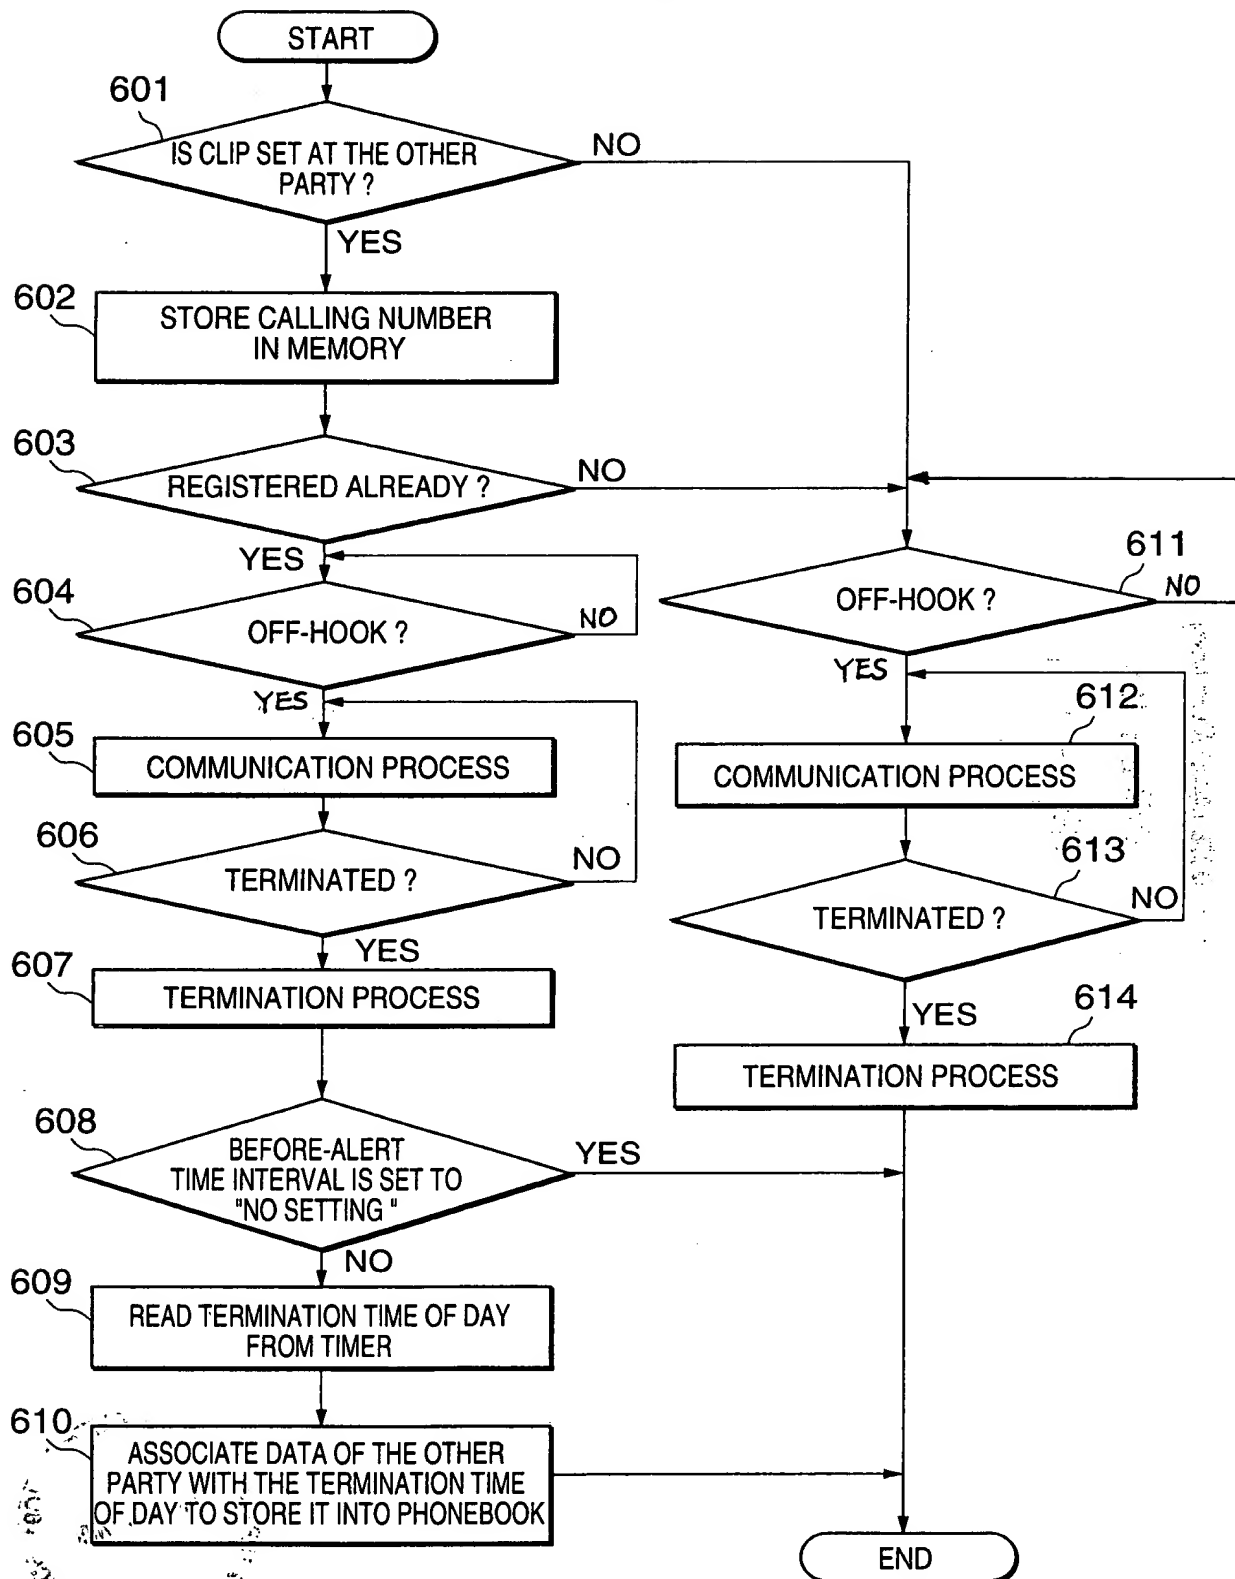 START
601
IS CLIP SET AT THE OTHER
PARTY ?
NO
YES
602
STORE CALLING NUMBER
IN MEMORY
603
REGISTERED ALREADY ?
NO
YES
604
OFF-HOOK ?
NO
YES
605
COMMUNICATION PROCESS
606
TERMINATED ?
NO
YES
607
TERMINATION PROCESS
608
BEFORE-ALERT
TIME INTERVAL IS SET TO
"NO SETTING "
YES
NO
609
READ TERMINATION TIME OF DAY
FROM TIMER
610
ASSOCIATE DATA OF THE OTHER
PARTY WITH THE TERMINATION TIME
OF DAY TO STORE IT INTO PHONEBOOK
611
OFF-HOOK ?
NO
YES
612
COMMUNICATION PROCESS
613
TERMINATED ?
NO
YES
614
TERMINATION PROCESS
END